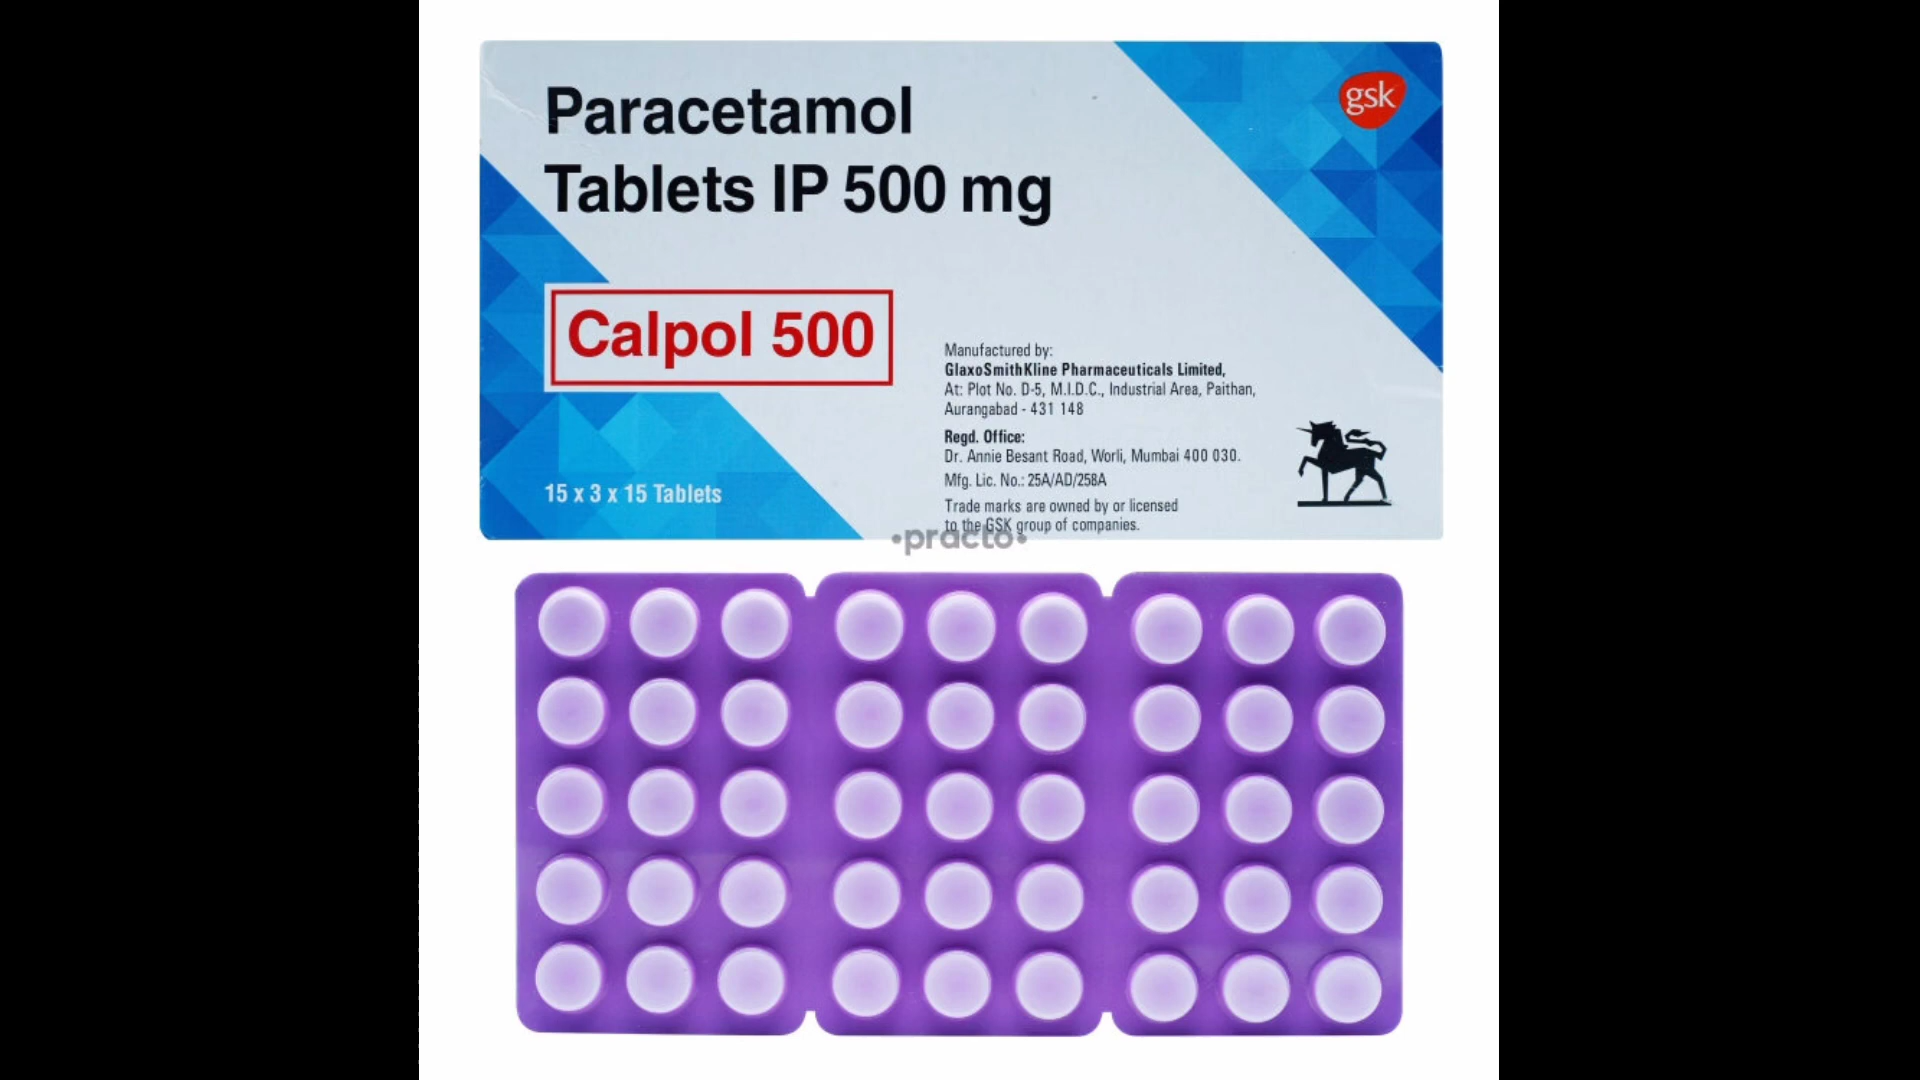 Paracetamol
Tablets IP 500 mg
gsk
Calpol 500
Manufactured by:
GlaxoSmithKline Pharmaceuticals Limited,
At: Plot No. D-5, M.I.D.C., Industrial Area, Paithan,
Aurangabad - 431 148
Regd. Office:
Dr. Annie Besant Road, Worli, Mumbai 400 030.
Mfg. Lic. No.: 25A/AD/258A
Trade marks are owned by or licensed
to the GSK group of companies.
15 x 3 x 15 Tablets
•practo•